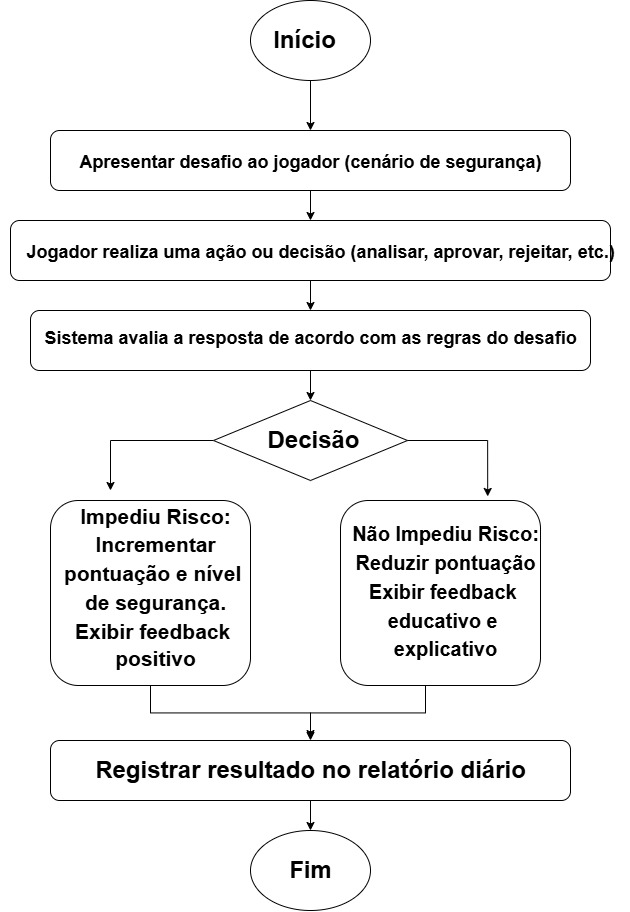 Início
Apresentar desafio ao jogador (cenário de segurança)
Jogador realiza uma ação ou decisão (analisar, aprovar, rejeitar, etc.)
Sistema avalia a resposta de acordo com as regras do desafio
Decisão
Impediu Risco:
Incrementar
pontuação e nível
de segurança.
Exibir feedback
positivo
Não Impediu Risco:
Reduzir pontuação
Exibir feedback
educativo e
explicativo
Registrar resultado no relatório diário
Fim